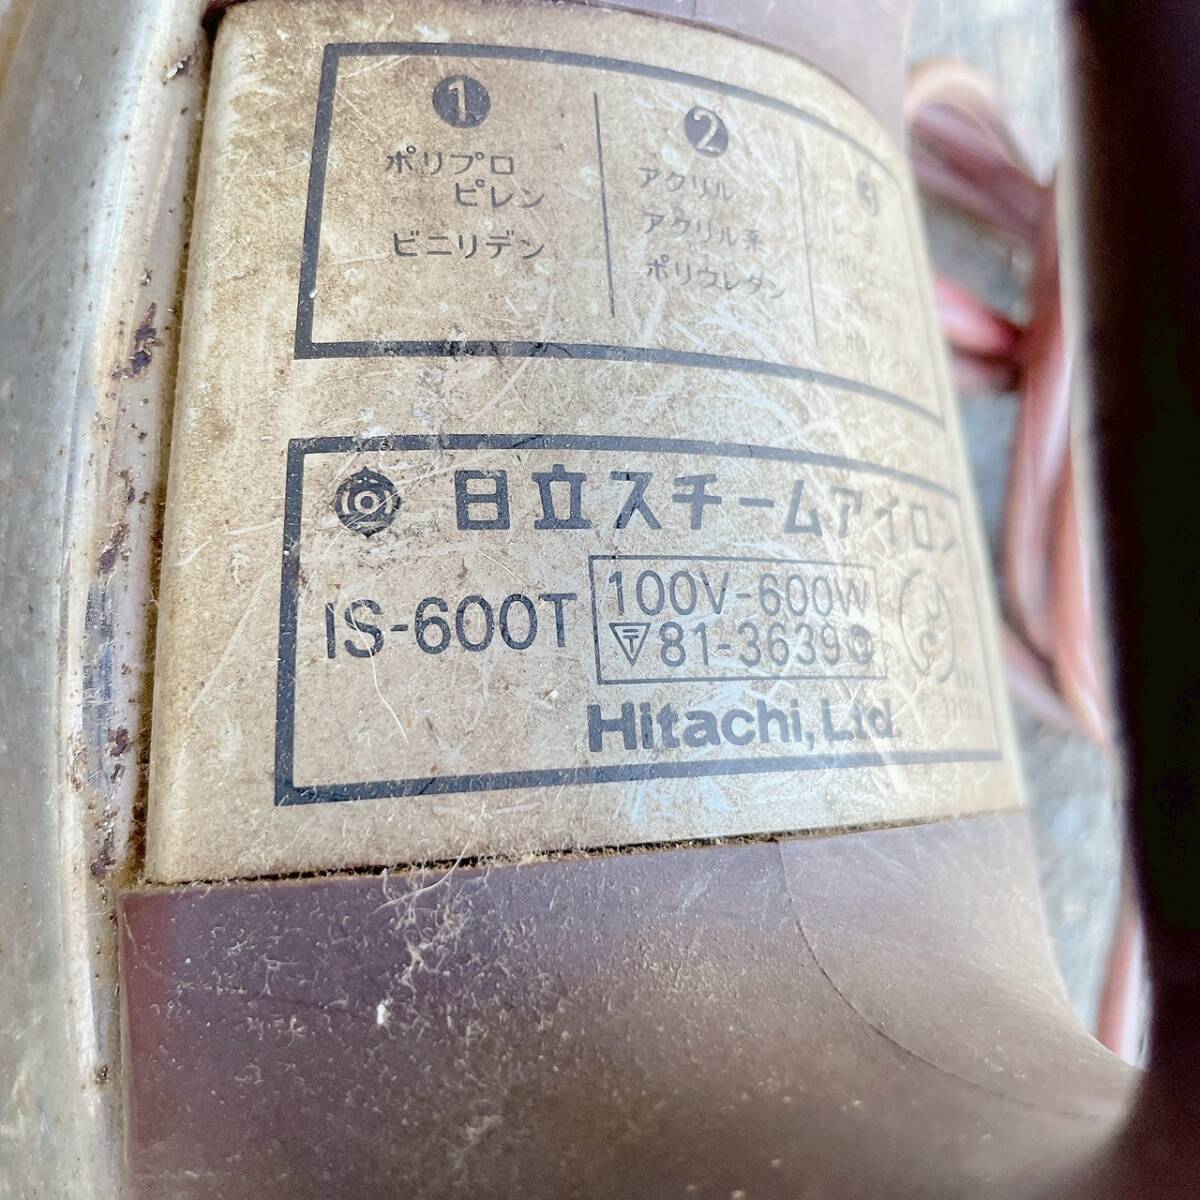 1
ポリプロ
ピレン
ビニリデン
2
アクリル
アクリル系
ポリウレタン
3
日立スチームアイロン
IS-600T
100V-600W
〒81-3639
Hitachi, Ltd.